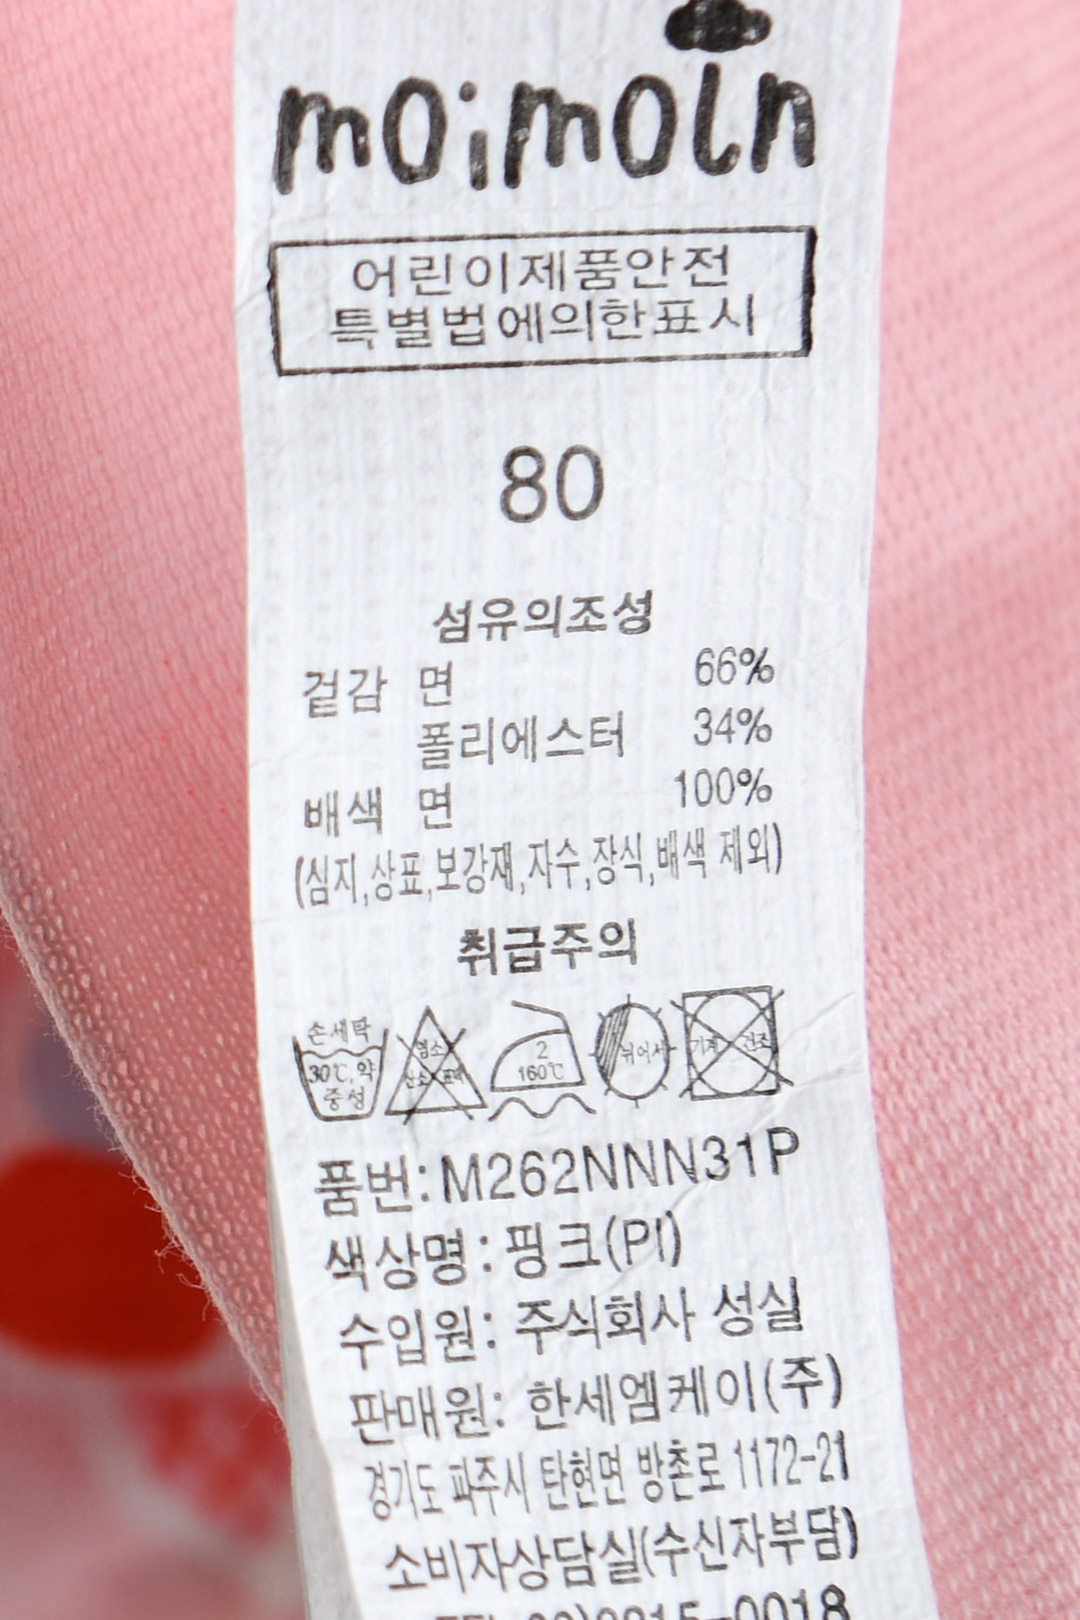 moimoln
어린이제품안전
특별법에의한표시
80
섬유의조성
겉감 면 66%
폴리에스터 34%
배색 면 100%
(심지,상표,보강재,자수,장식,배색 제외)
취급주의
손세탁
30℃,약
중성
염소
산소 표백
2
160℃
뉘어서
기계 건조
품번:M262NNN31P
색상명:핑크(PI)
수입원: 주식회사 성실
판매원: 한세엠케이(주)
경기도 파주시 탄현면 방촌로 1172-21
소비자상담실(수신자부담)